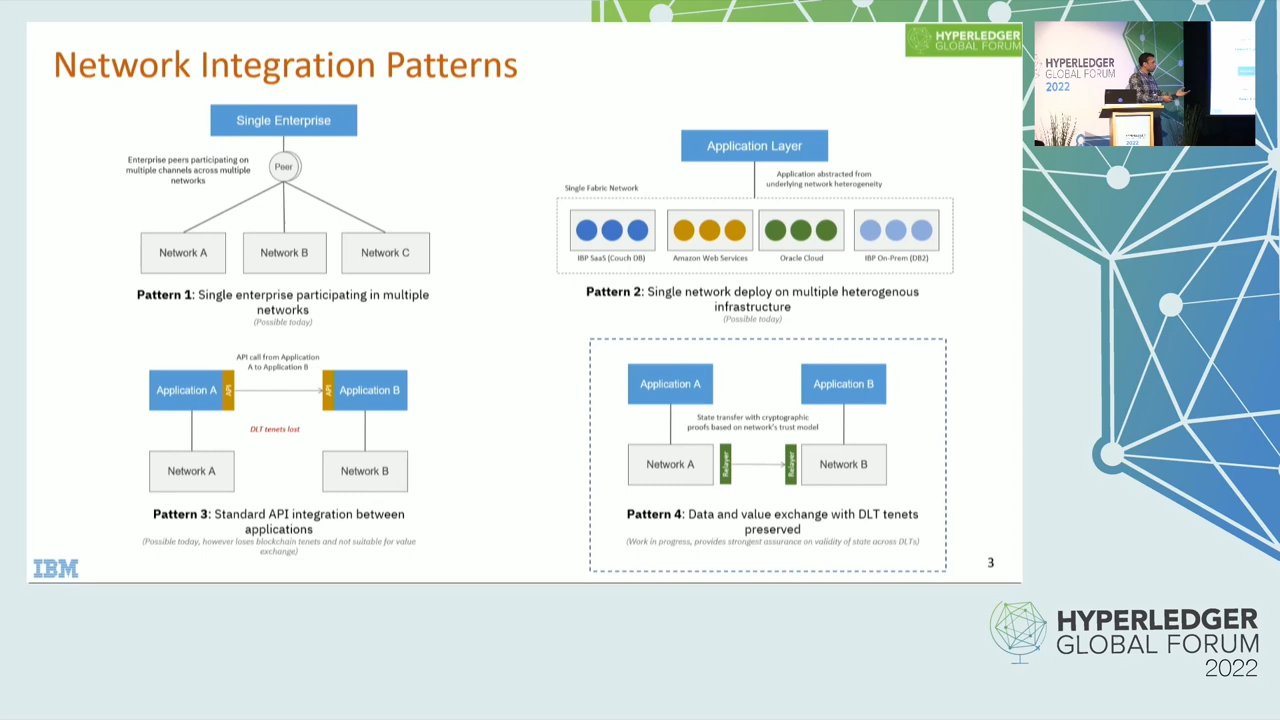 Network Integration Patterns
HYPERLEDGER
GLOBAL FORUM
Single Enterprise
Enterprise peers participating on
multiple channels across multiple
networks
Peer
Network A
Network B
Network C
Pattern 1: Single enterprise participating in multiple
networks
(Possible today)
Application Layer
Application abstracted from
underlying network heterogeneity
Single Fabric Network
IBP SaaS (Couch DB)
Amazon Web Services
Oracle Cloud
IBP On-Prem (DB2)
Pattern 2: Single network deploy on multiple heterogenous
infrastructure
(Possible today)
API call from Application
A to Application B
Application A
API
API
Application B
DLT tenets lost
Network A
Network B
Pattern 3: Standard API integration between
applications
(Possible today, however loses blockchain tenets and not suitable for value
exchange)
Application A
Application B
State transfer with cryptographic
proofs based on network's trust model
Network A
Relayer
Relayer
Network B
Pattern 4: Data and value exchange with DLT tenets
preserved
(Work in progress, provides strongest assurance on validity of state across DLTs)
IBM
3
HYPERLEDGER
GLOBAL FORUM
2022
HYPERLEDGER
GLOBAL FORUM
2022